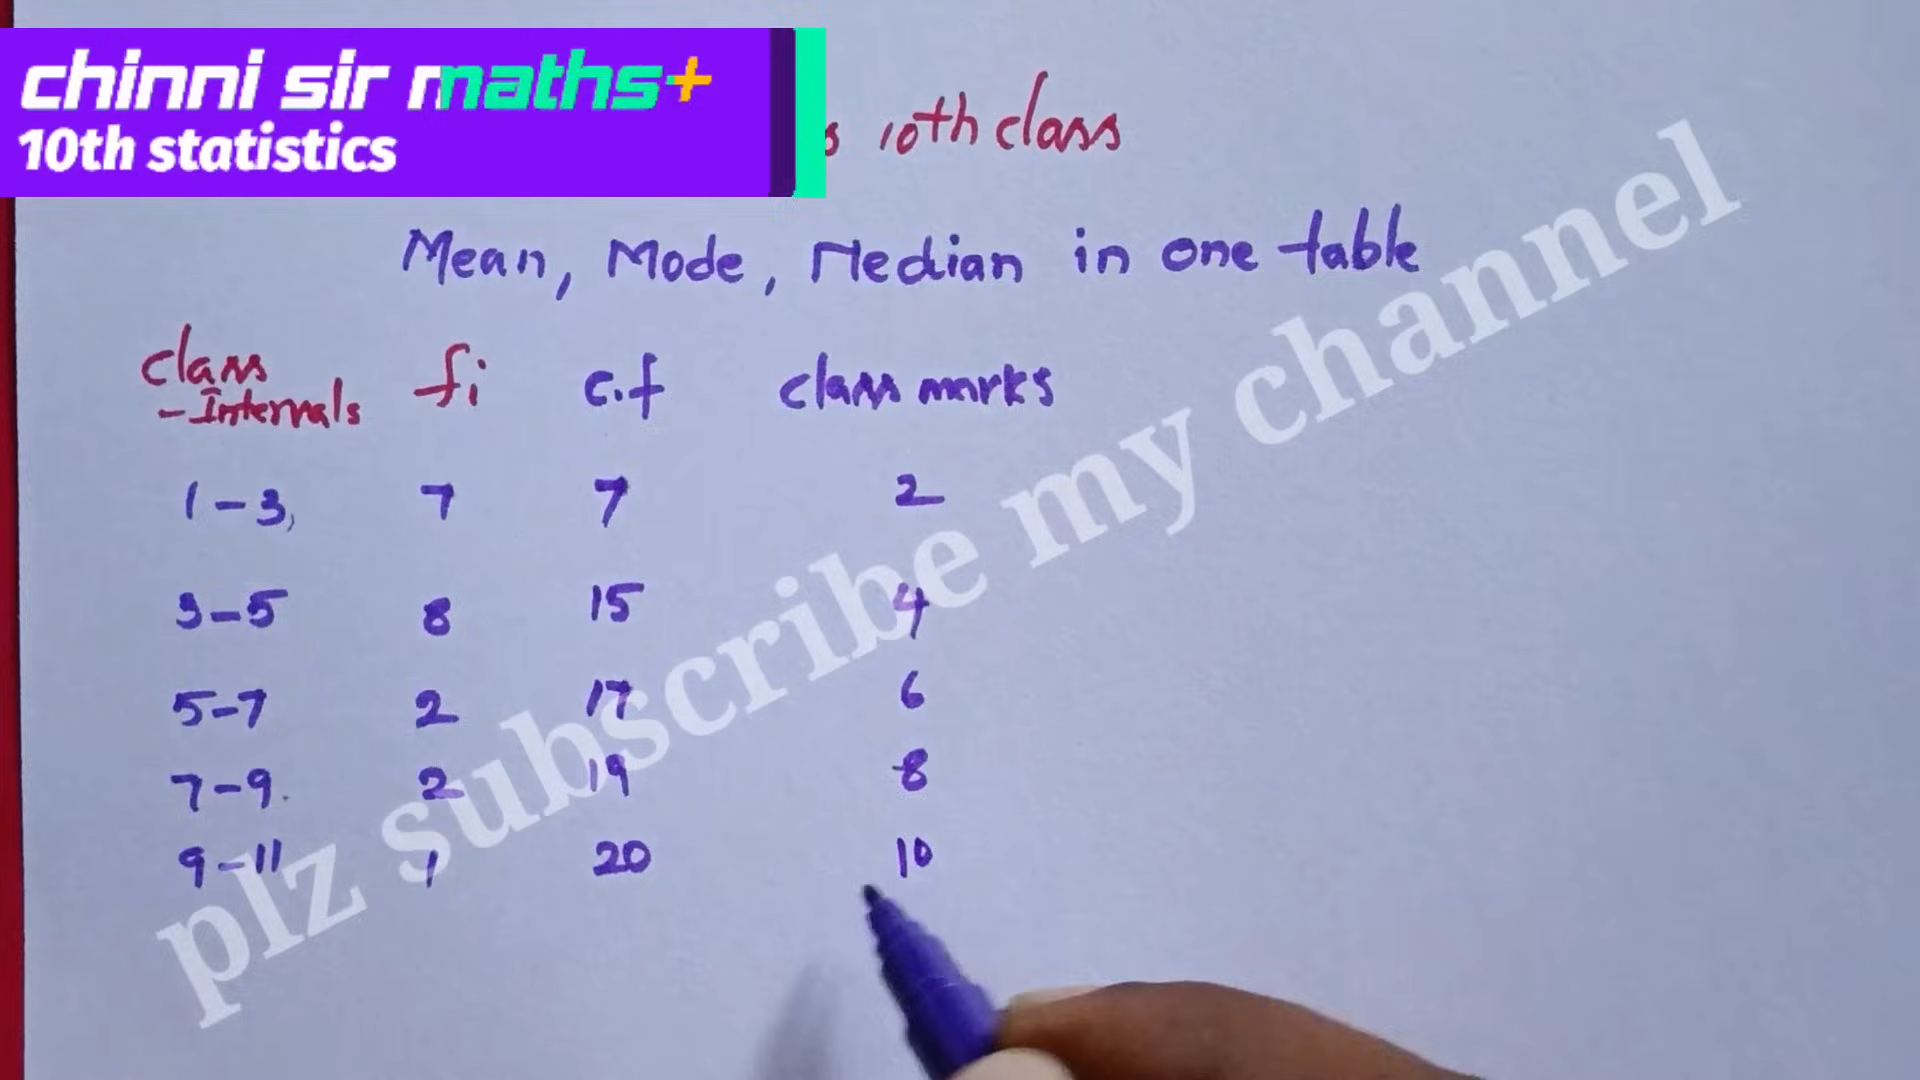 chinni sir maths+
10th statistics
s 10th class
Mean, Mode, Median in one table
class
-Intervals fi c.f class marks
1-3, 7 7 2
3-5 8 15 4
5-7 2 17 6
7-9. 2 19 8
9-11 1 20 10
plz subscribe my channel